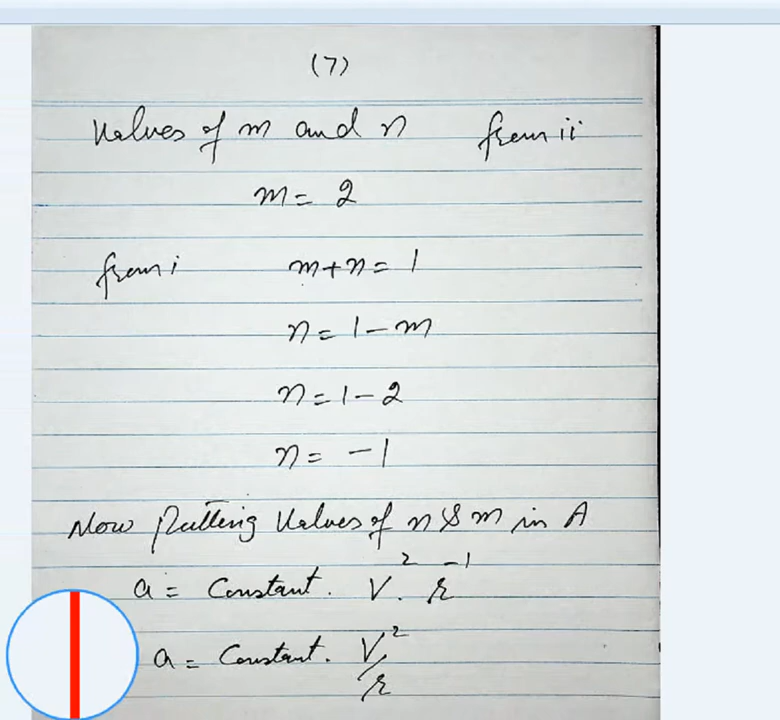 (7)
Values of m and n from ii
m = 2
from i m+n = 1
n = 1 - m
n = 1 - 2
n = - 1
Now Putting Values of n & m in A
a = Constant. V². r⁻¹
a = Constant. V²/r